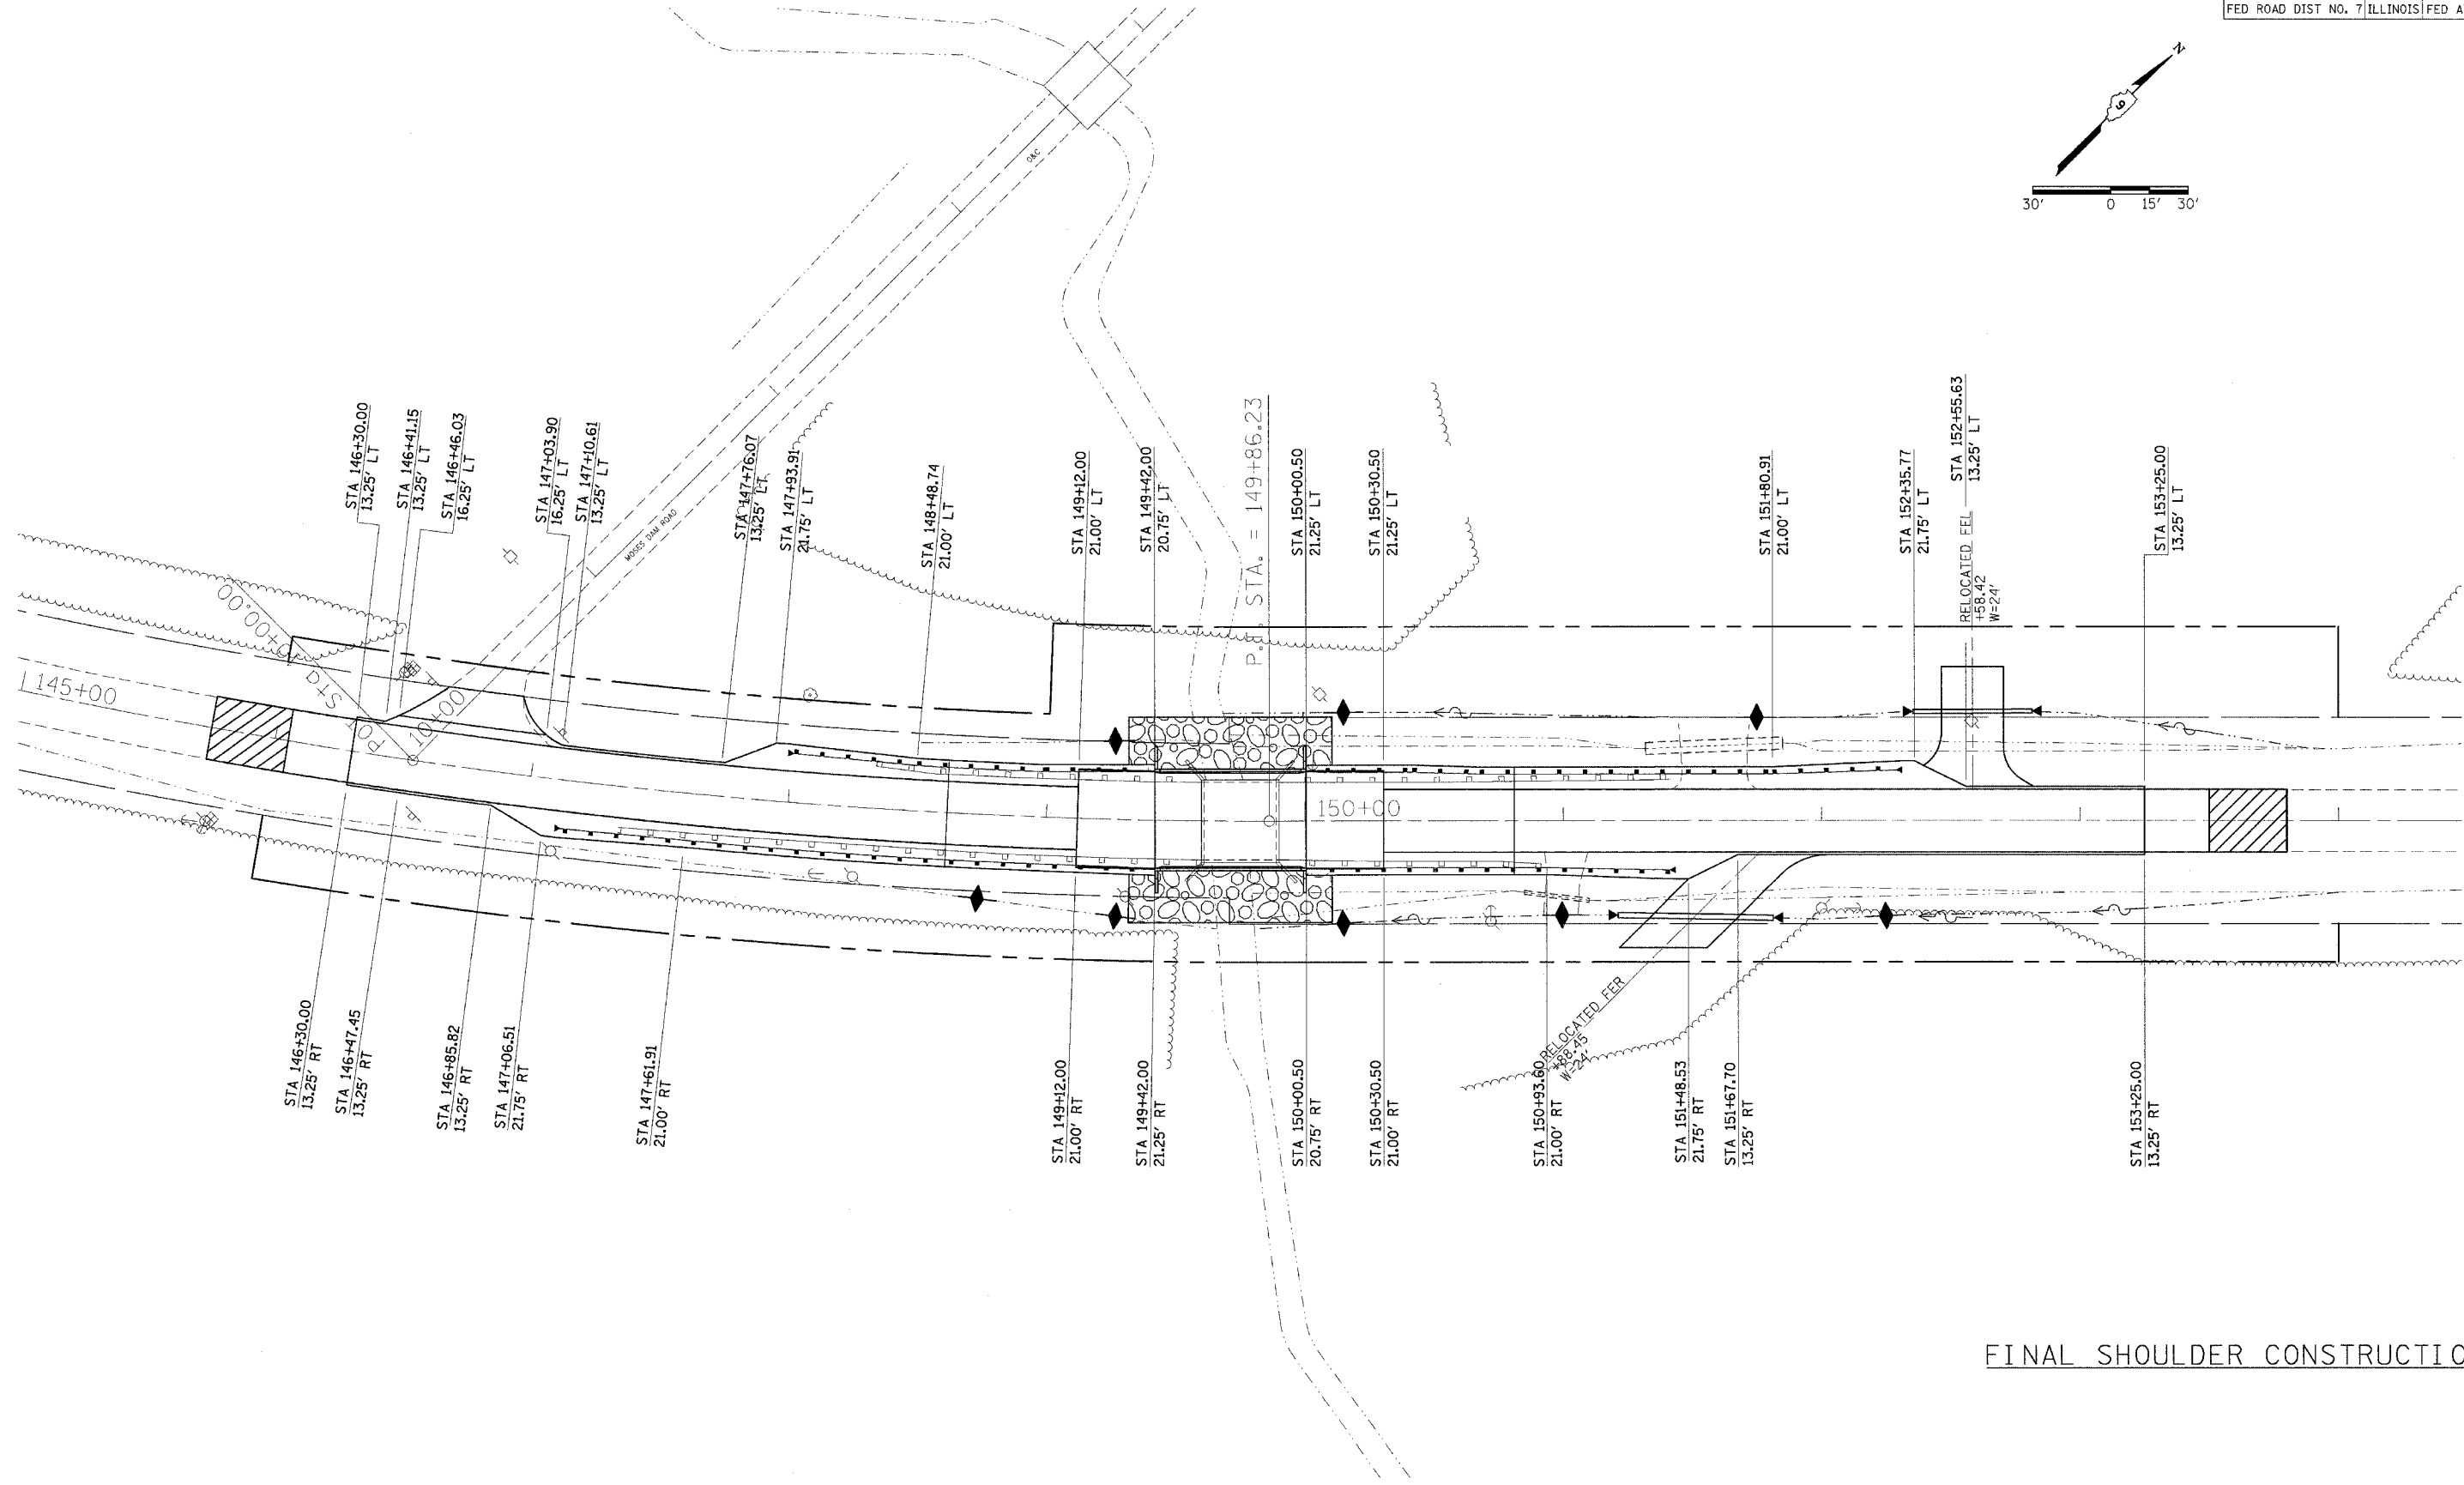 FED ROAD DIST NO. 7 ILLINOIS FED A
N
9
30' 0 15' 30'
O&C
MOSES DAM ROAD
STA 146+30.00
13.25' LT
STA 146+41.15
13.25' LT
STA 146+46.03
16.25' LT
STA 147+03.90
16.25' LT
STA 147+10.61
13.25' LT
STA 147+76.07
13.25' LT
STA 147+93.91
21.75' LT
STA 148+48.74
21.00' LT
STA 149+12.00
21.00' LT
STA 149+42.00
20.75' LT
P.I. STA. = 149+86.23
STA 150+00.50
21.25' LT
STA 150+30.50
21.25' LT
STA 151+80.91
21.00' LT
STA 152+35.77
21.75' LT
STA 152+55.63
13.25' LT
RELOCATED FEL
+58.42
W=24'
STA 153+25.00
13.25' LT
145+00
10+00
150+00
STA 146+30.00
13.25' RT
STA 146+47.45
13.25' RT
STA 146+85.82
13.25' RT
STA 147+06.51
21.75' RT
STA 147+61.91
21.00' RT
STA 149+12.00
21.00' RT
STA 149+42.00
21.25' RT
STA 150+00.50
20.75' RT
STA 150+30.50
21.00' RT
STA 150+93.60
21.00' RT
RELOCATED FER
+88.45
W=24'
STA 151+48.53
21.75' RT
STA 151+67.70
13.25' RT
STA 153+25.00
13.25' RT
FINAL SHOULDER CONSTRUCTIO